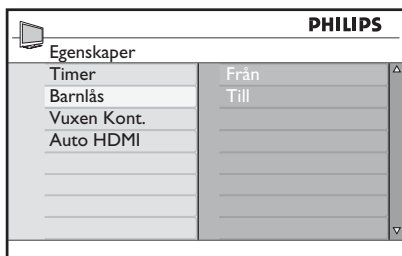 PHILIPS
Egenskaper
Timer
Barnlås
Vuxen Kont.
Auto HDMI
Från
Till